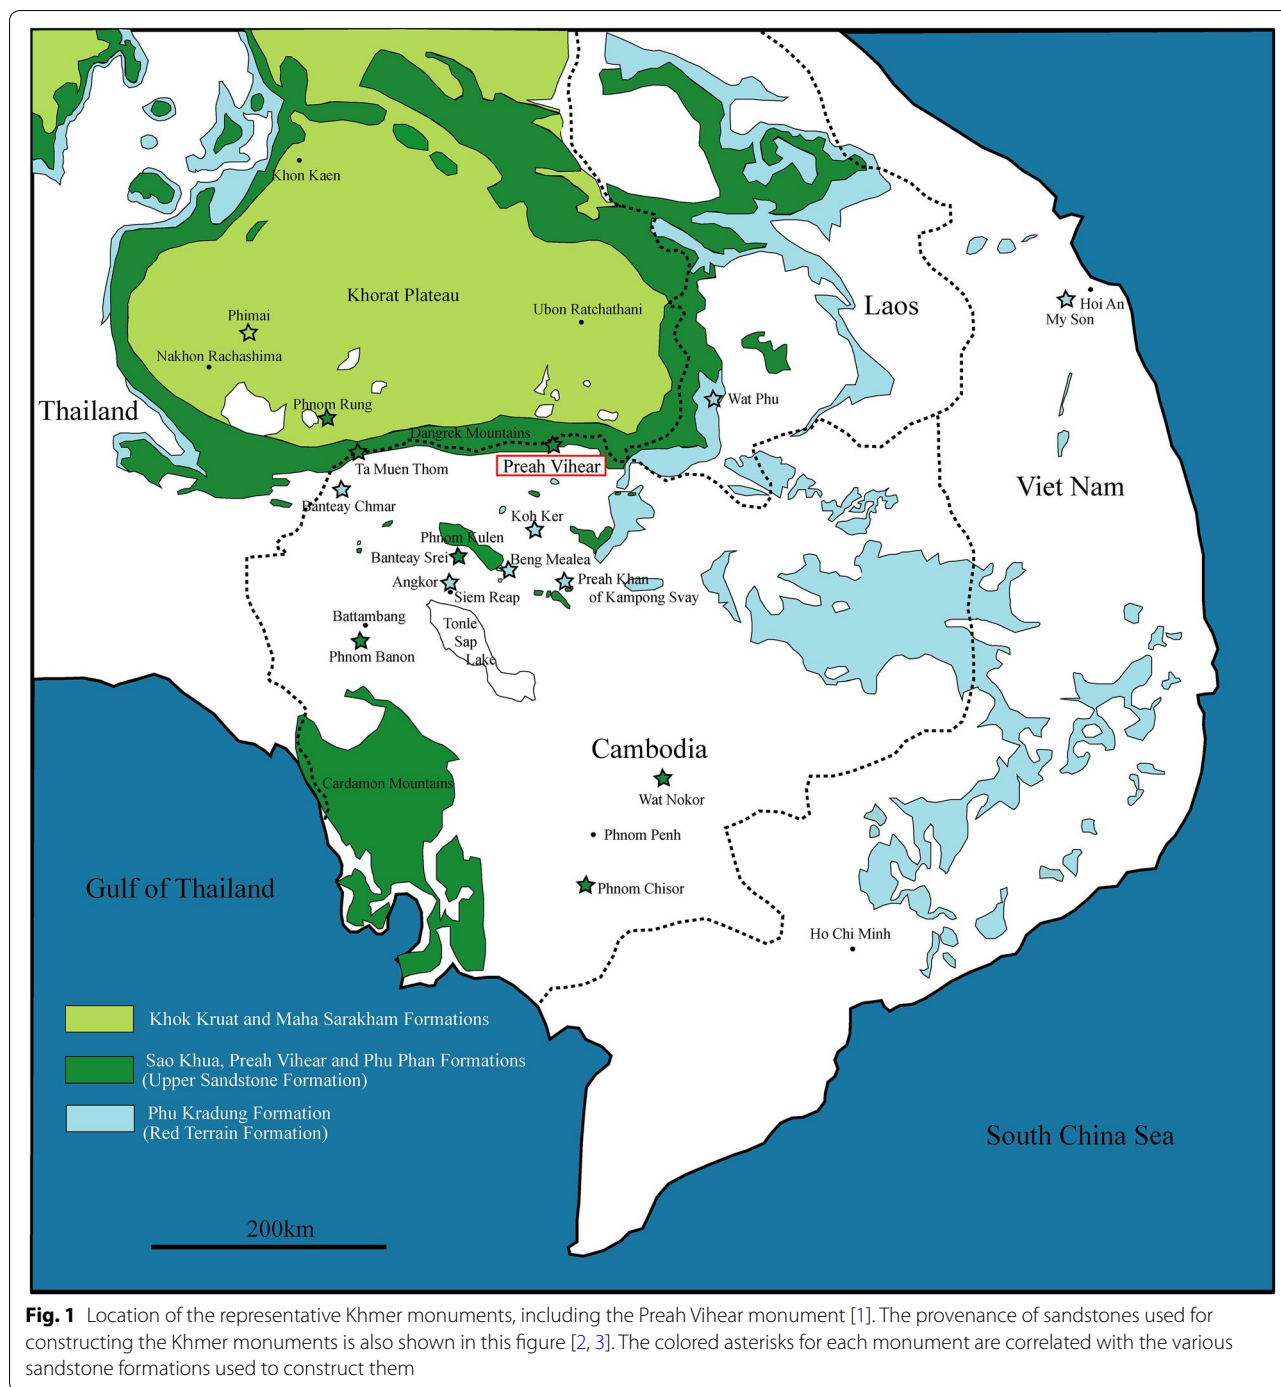 Khon Kaen
Khorat Plateau
Ubon Ratchathani
Phimai
Nakhon Rachashima
Laos
Hoi An
My Son
Thailand
Phnom Rung
Wat Phu
Dangrek Mountains
Ta Muen Thom
Preah Vihear
Viet Nam
Banteay Chmar
Koh Ker
Phnom Kulen
Banteay Srei
Beng Mealea
Angkor
Preah Khan
of Kampong Svay
Siem Reap
Battambang
Tonle
Sap
Lake
Phnom Banon
Cambodia
Cardamon Mountains
Wat Nokor
Phnom Penh
Gulf of Thailand
Phnom Chisor
Ho Chi Minh
Khok Kruat and Maha Sarakham Formations
Sao Khua, Preah Vihear and Phu Phan Formations
(Upper Sandstone Formation)
Phu Kradung Formation
(Red Terrain Formation)
South China Sea
200km
Fig. 1 Location of the representative Khmer monuments, including the Preah Vihear monument [1]. The provenance of sandstones used for
constructing the Khmer monuments is also shown in this figure [2, 3]. The colored asterisks for each monument are correlated with the various
sandstone formations used to construct them